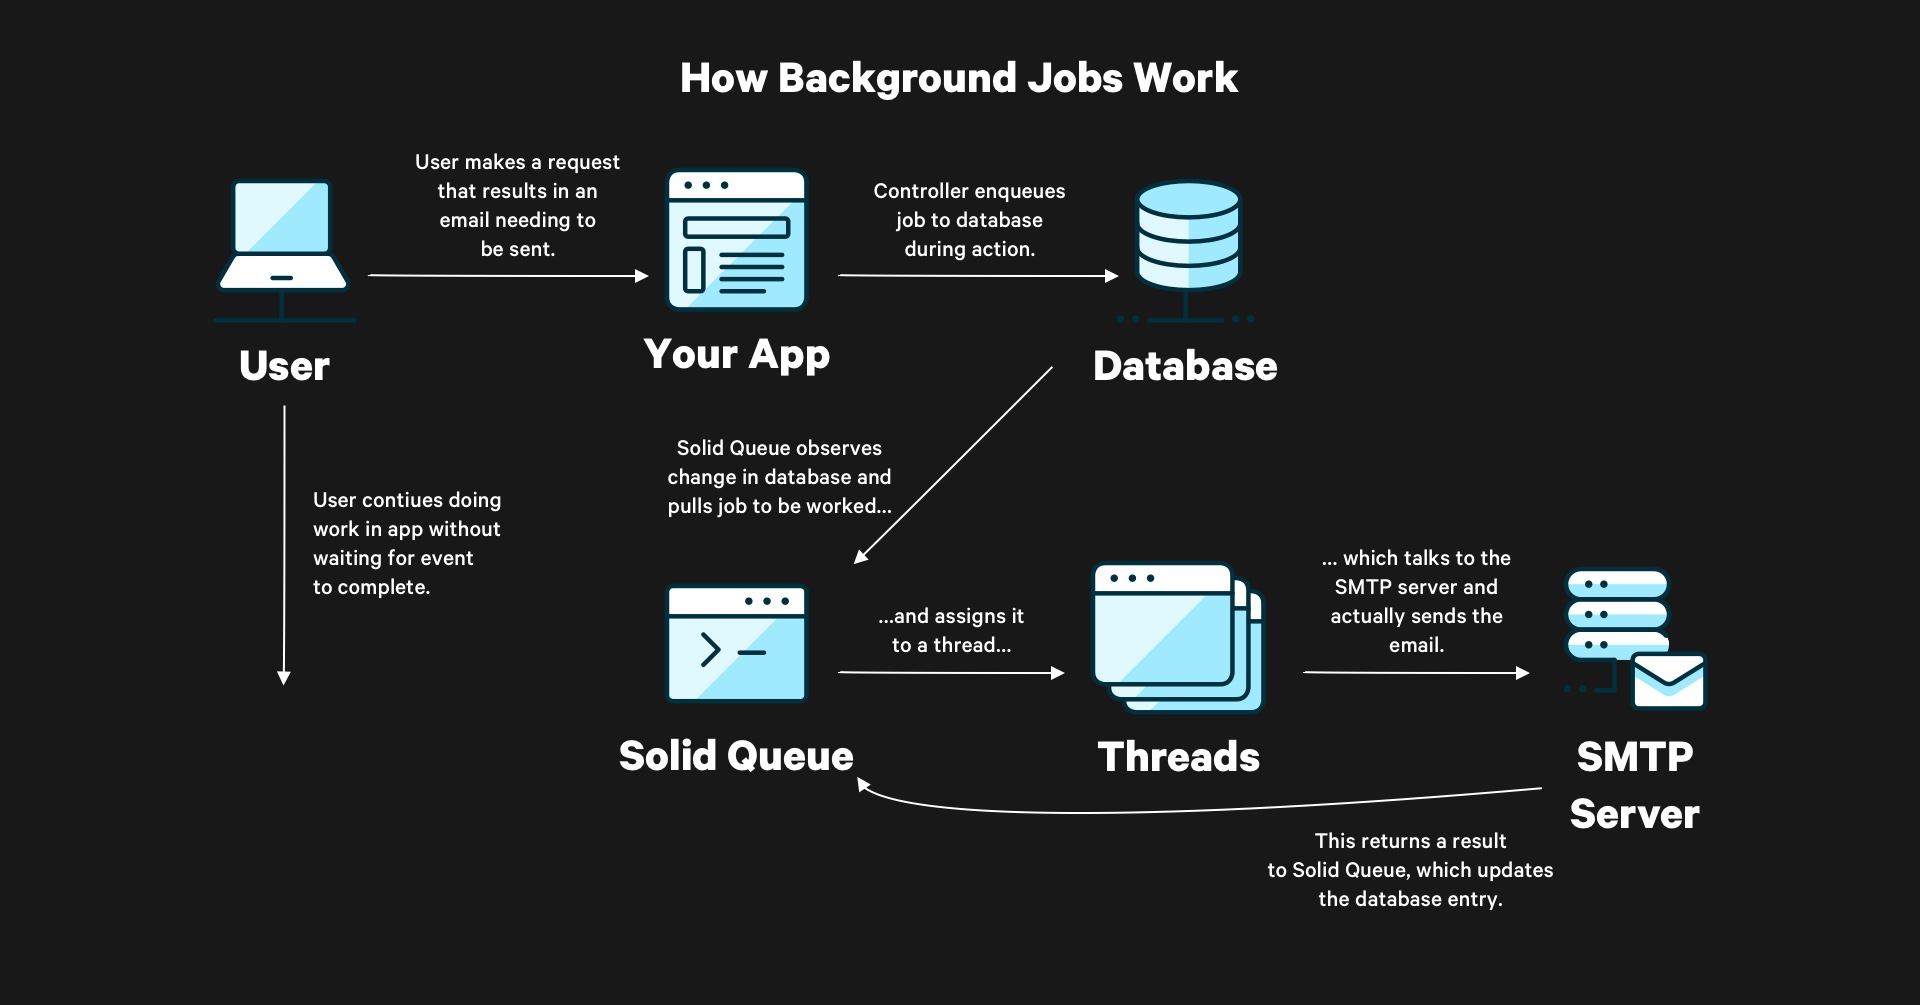 How Background Jobs Work
User makes a request
that results in an
email needing to
be sent.
Controller enqueues
job to database
during action.
User
Your App
Database
User contiues doing
work in app without
waiting for event
to complete.
Solid Queue observes
change in database and
pulls job to be worked...
...and assigns it
to a thread...
... which talks to the
SMTP server and
actually sends the
email.
Solid Queue
Threads
SMTP
Server
This returns a result
to Solid Queue, which updates
the database entry.